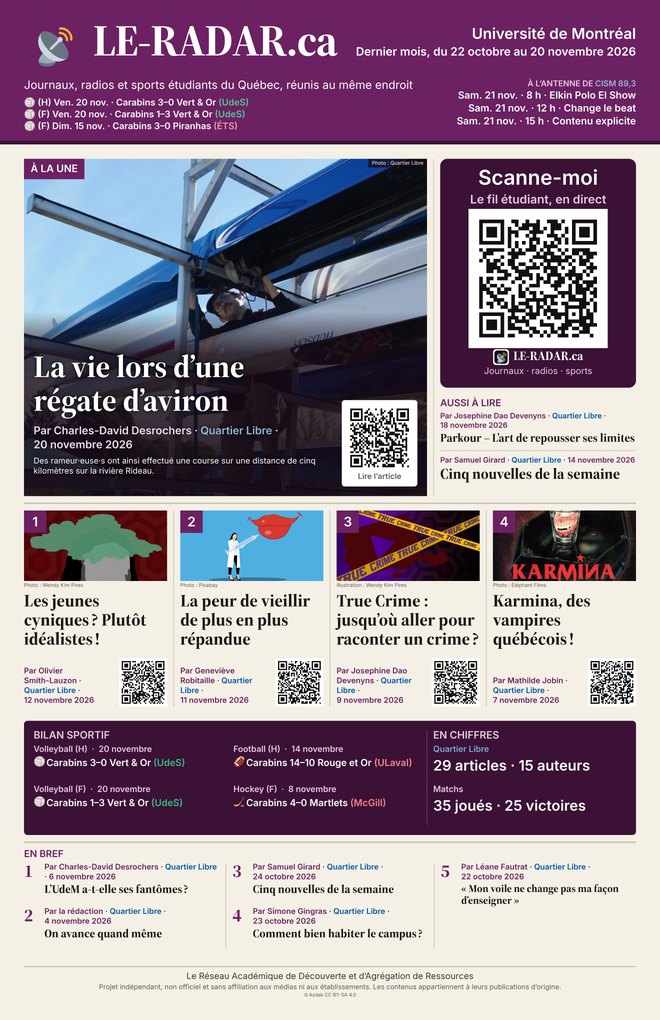 LE-RADAR.ca
Université de Montréal
Dernier mois, du 22 octobre au 20 novembre 2026
Journaux, radios et sports étudiants du Québec, réunis au même endroit
(H) Ven. 20 nov. · Carabins 3–0 Vert & Or (UdeS)
(F) Ven. 20 nov. · Carabins 1–3 Vert & Or (UdeS)
(F) Dim. 15 nov. · Carabins 3–0 Piranhas (ÉTS)
À L'ANTENNE DE CISM 89,3
Sam. 21 nov. · 8 h · Elkin Polo El Show
Sam. 21 nov. · 12 h · Change le beat
Sam. 21 nov. · 15 h · Contenu explicite
À LA UNE
Photo : Quartier Libre
La vie lors d'une
régate d'aviron
Par Charles-David Desrochers · Quartier Libre ·
20 novembre 2026
Des rameur·euse·s ont ainsi effectué une course sur une distance de cinq
kilomètres sur la rivière Rideau.
Lire l'article
Scanne-moi
Le fil étudiant, en direct
LE-RADAR.ca
Journaux · radios · sports
AUSSI À LIRE
Par Josephine Dao Devenyns · Quartier Libre ·
18 novembre 2026
Parkour – L'art de repousser ses limites
Par Samuel Girard · Quartier Libre · 14 novembre 2026
Cinq nouvelles de la semaine
1
Photo : Wendy Kim Pires
Les jeunes
cyniques ? Plutôt
idéalistes !
Par Olivier
Smith-Lauzon ·
Quartier Libre ·
12 novembre 2026
2
Photo : Pixabay
La peur de vieillir
de plus en plus
répandue
Par Geneviève
Robitaille · Quartier
Libre ·
11 novembre 2026
3
TRUE CRIME TRUE CRIME
TRUE CRIME TRUE CRIME
Illustration : Wendy Kim Pires
True Crime :
jusqu'où aller pour
raconter un crime ?
Par Josephine Dao
Devenyns · Quartier
Libre ·
9 novembre 2026
4
KARMINA
Photo : Éléphant Films
Karmina, des
vampires
québécois !
Par Mathilde Jobin ·
Quartier Libre ·
7 novembre 2026
BILAN SPORTIF
Volleyball (H) · 20 novembre
Carabins 3–0 Vert & Or (UdeS)
Football (H) · 14 novembre
Carabins 14–10 Rouge et Or (ULaval)
Volleyball (F) · 20 novembre
Carabins 1–3 Vert & Or (UdeS)
Hockey (F) · 8 novembre
Carabins 4–0 Martlets (McGill)
EN CHIFFRES
Quartier Libre
29 articles · 15 auteurs
Matchs
35 joués · 25 victoires
EN BREF
1
Par Charles-David Desrochers · Quartier Libre
· 6 novembre 2026
L'UdeM a-t-elle ses fantômes ?
2
Par la rédaction · Quartier Libre ·
4 novembre 2026
On avance quand même
3
Par Samuel Girard · Quartier Libre ·
24 octobre 2026
Cinq nouvelles de la semaine
4
Par Simone Gingras · Quartier Libre ·
23 octobre 2026
Comment bien habiter le campus ?
5
Par Léane Fautrat · Quartier Libre ·
22 octobre 2026
« Mon voile ne change pas ma façon
d'enseigner »
Le Réseau Académique de Découverte et d'Agrégation de Ressources
Projet indépendant, non officiel et sans affiliation aux médias ni aux établissements. Les contenus appartiennent à leurs publications d'origine.
© Azdak CC BY-SA 4.0